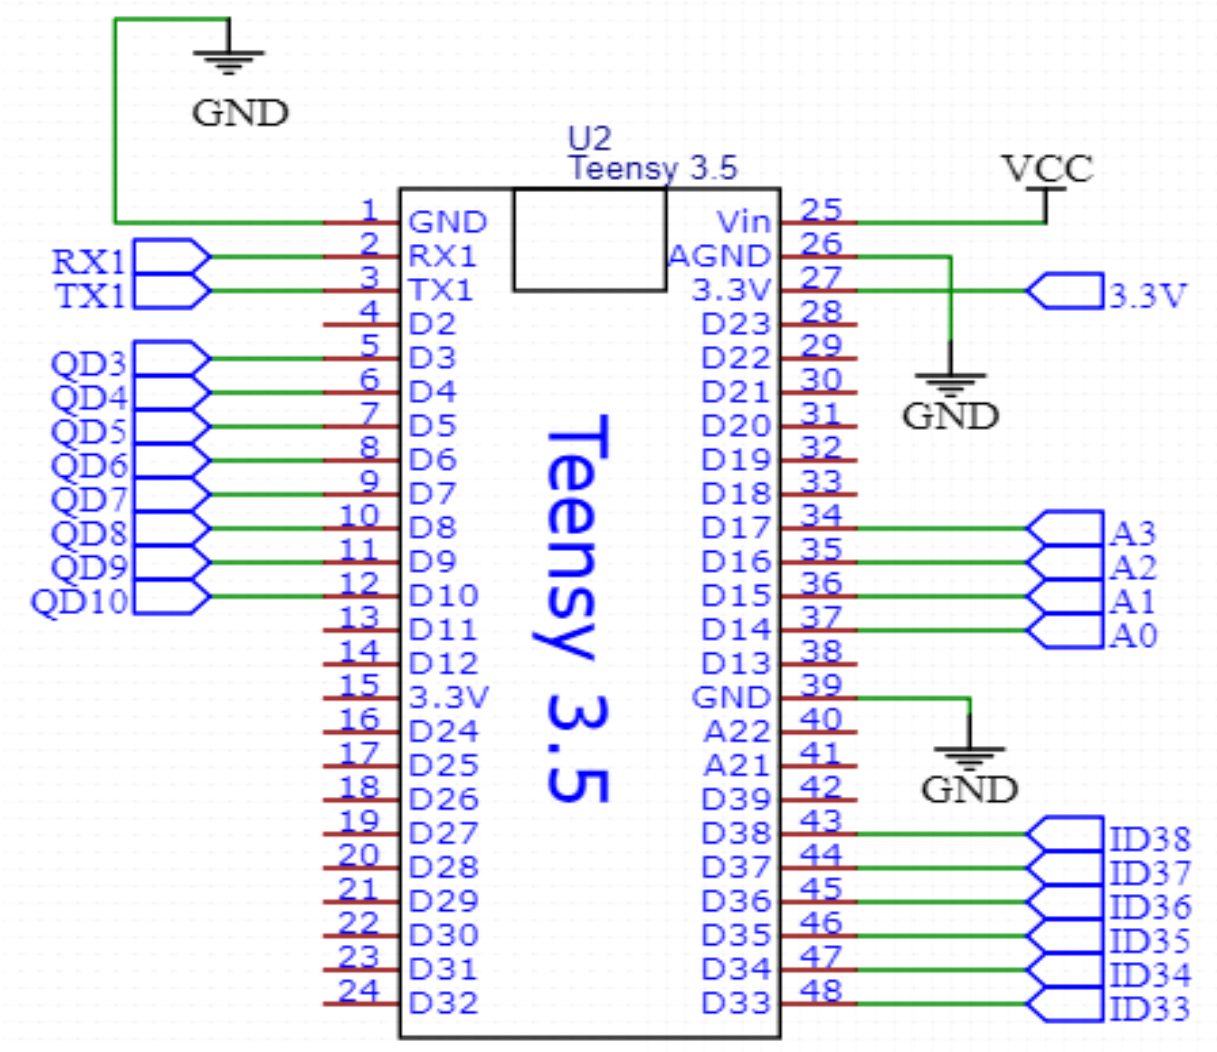 GND
U2
Teensy 3.5
VCC
1 GND Vin 25
RX1 2 RX1 AGND 26
TX1 3 TX1 3.3V 27 3.3V
4 D2 D23 28
QD3 5 D3 D22 29
QD4 6 D4 D21 30
GND
QD5 7 D5 D20 31
QD6 8 D6 D19 32
QD7 9 D7 D18 33
QD8 10 D8 D17 34 A3
QD9 11 D9 D16 35 A2
QD10 12 D10 D15 36 A1
13 D11 D14 37 A0
14 D12 D13 38
15 3.3V GND 39
16 D24 A22 40
17 D25 A21 41
18 D26 D39 42
GND
19 D27 D38 43 ID38
20 D28 D37 44 ID37
21 D29 D36 45 ID36
22 D30 D35 46 ID35
23 D31 D34 47 ID34
24 D32 D33 48 ID33
Teensy 3.5